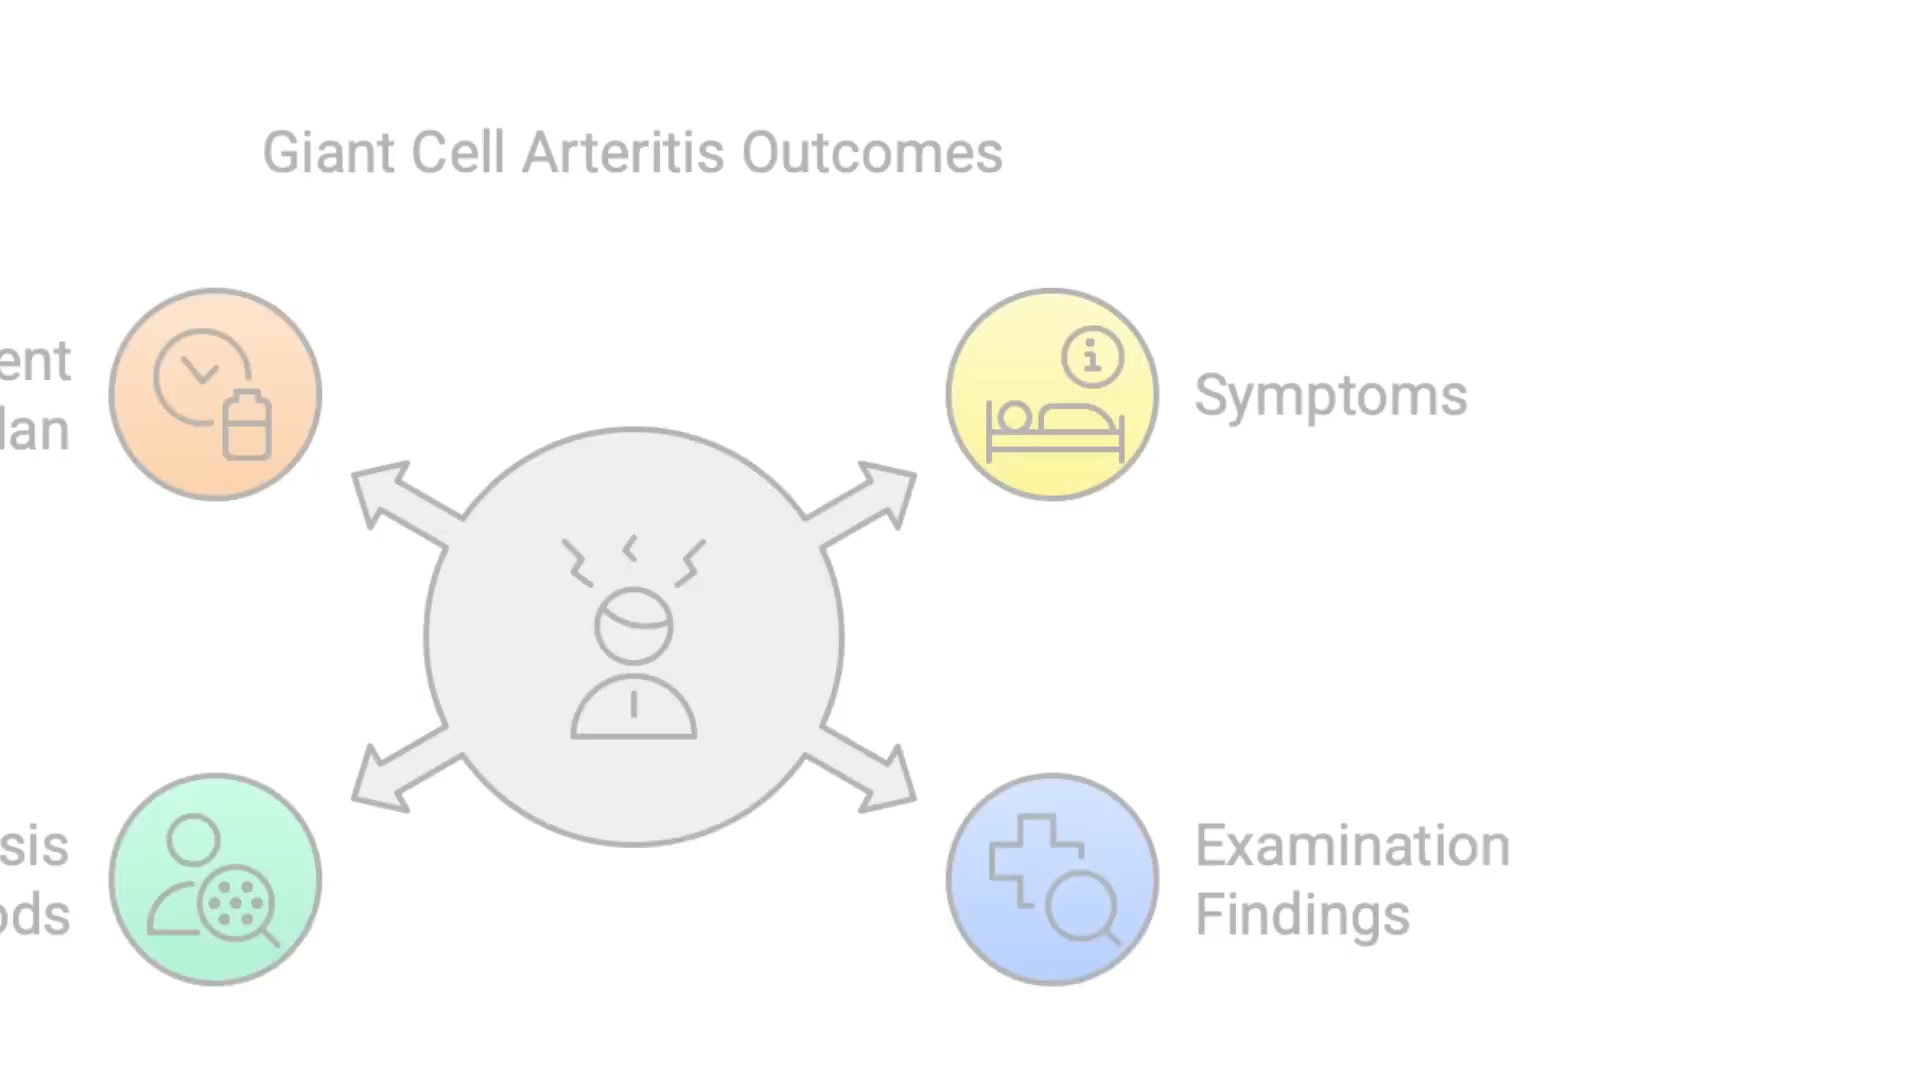 Giant Cell Arteritis Outcomes
ent
lan
Symptoms
sis
ods
Examination
Findings